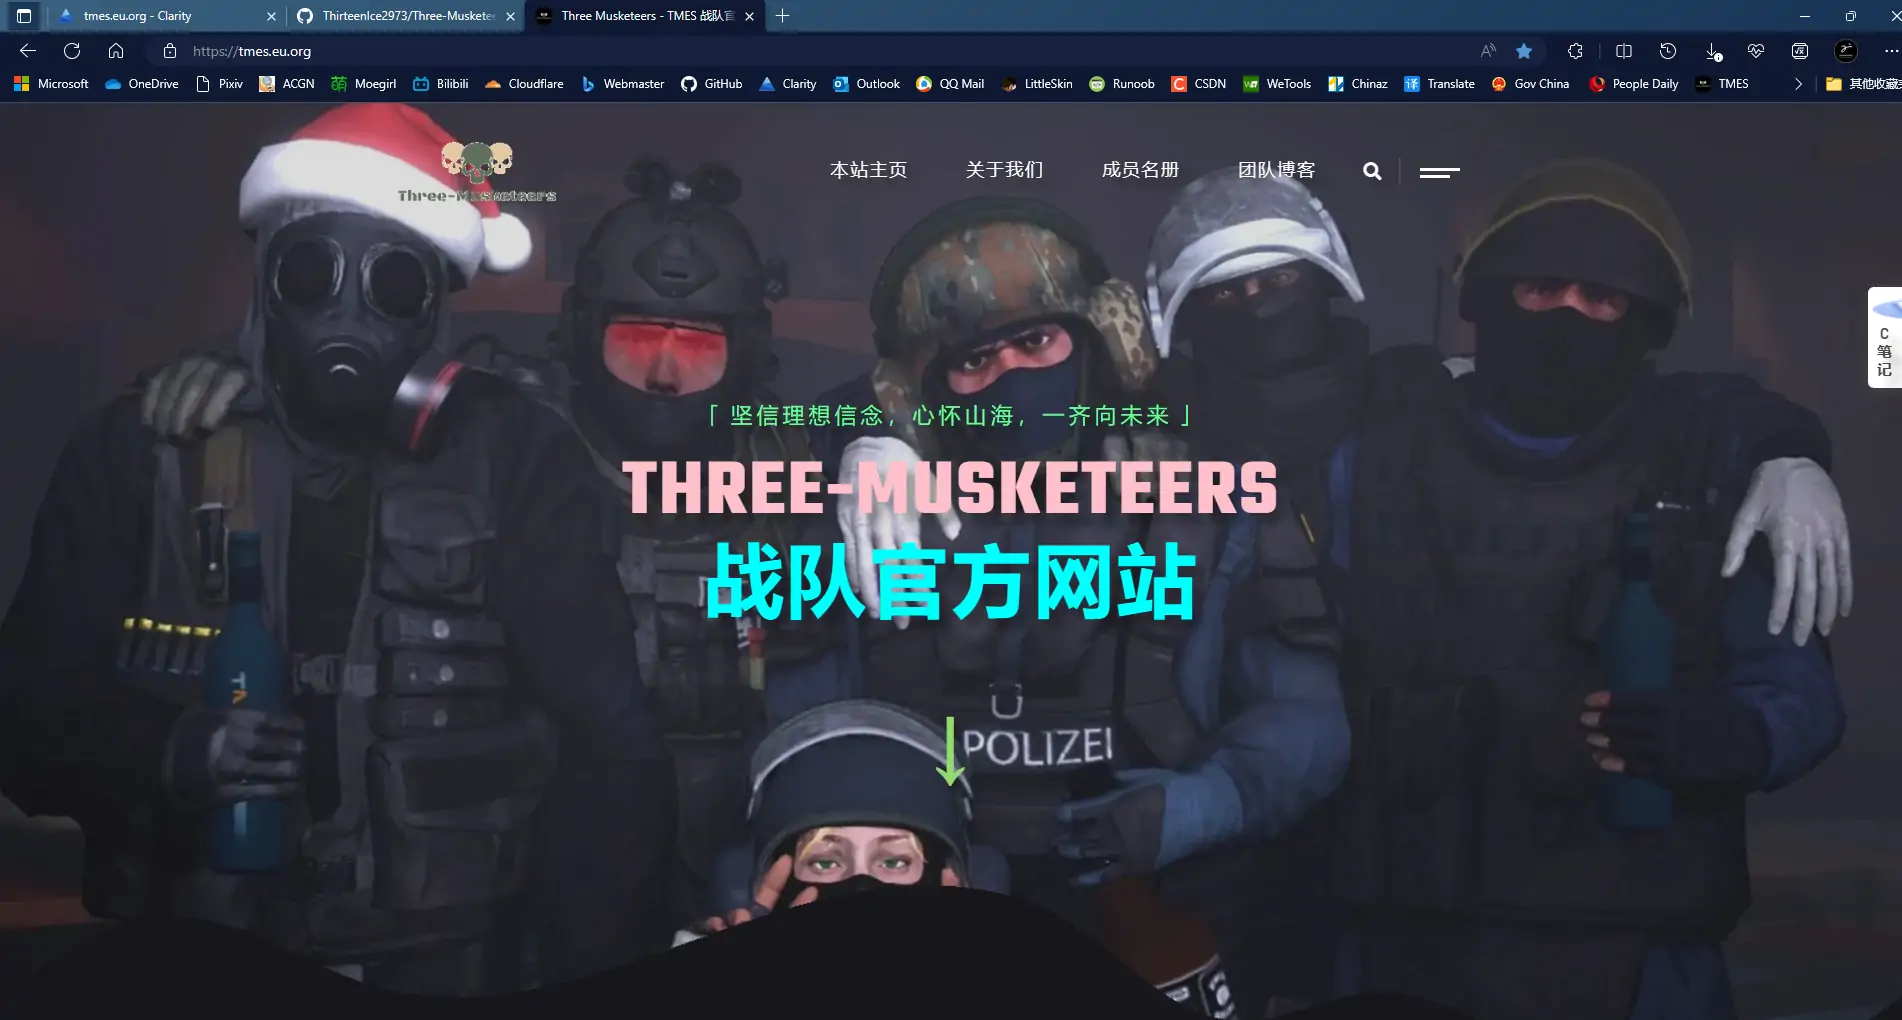 tmes.eu.org - Clarity
ThirteenIce2973/Three-Muskete
Three Musketeers - TMES 战队官
https://tmes.eu.org
Microsoft OneDrive Pixiv ACGN Moegirl Bilibili Cloudflare Webmaster GitHub Clarity Outlook QQ Mail LittleSkin Runoob CSDN WeTools Chinaz Translate Gov China People Daily TMES 其他收藏
Three-Musketeers
本站主页 关于我们 成员名册 团队博客
C
笔
记
「 坚信理想信念，心怀山海，一齐向未来 」
THREE-MUSKETEERS
战队官方网站
POLIZEI